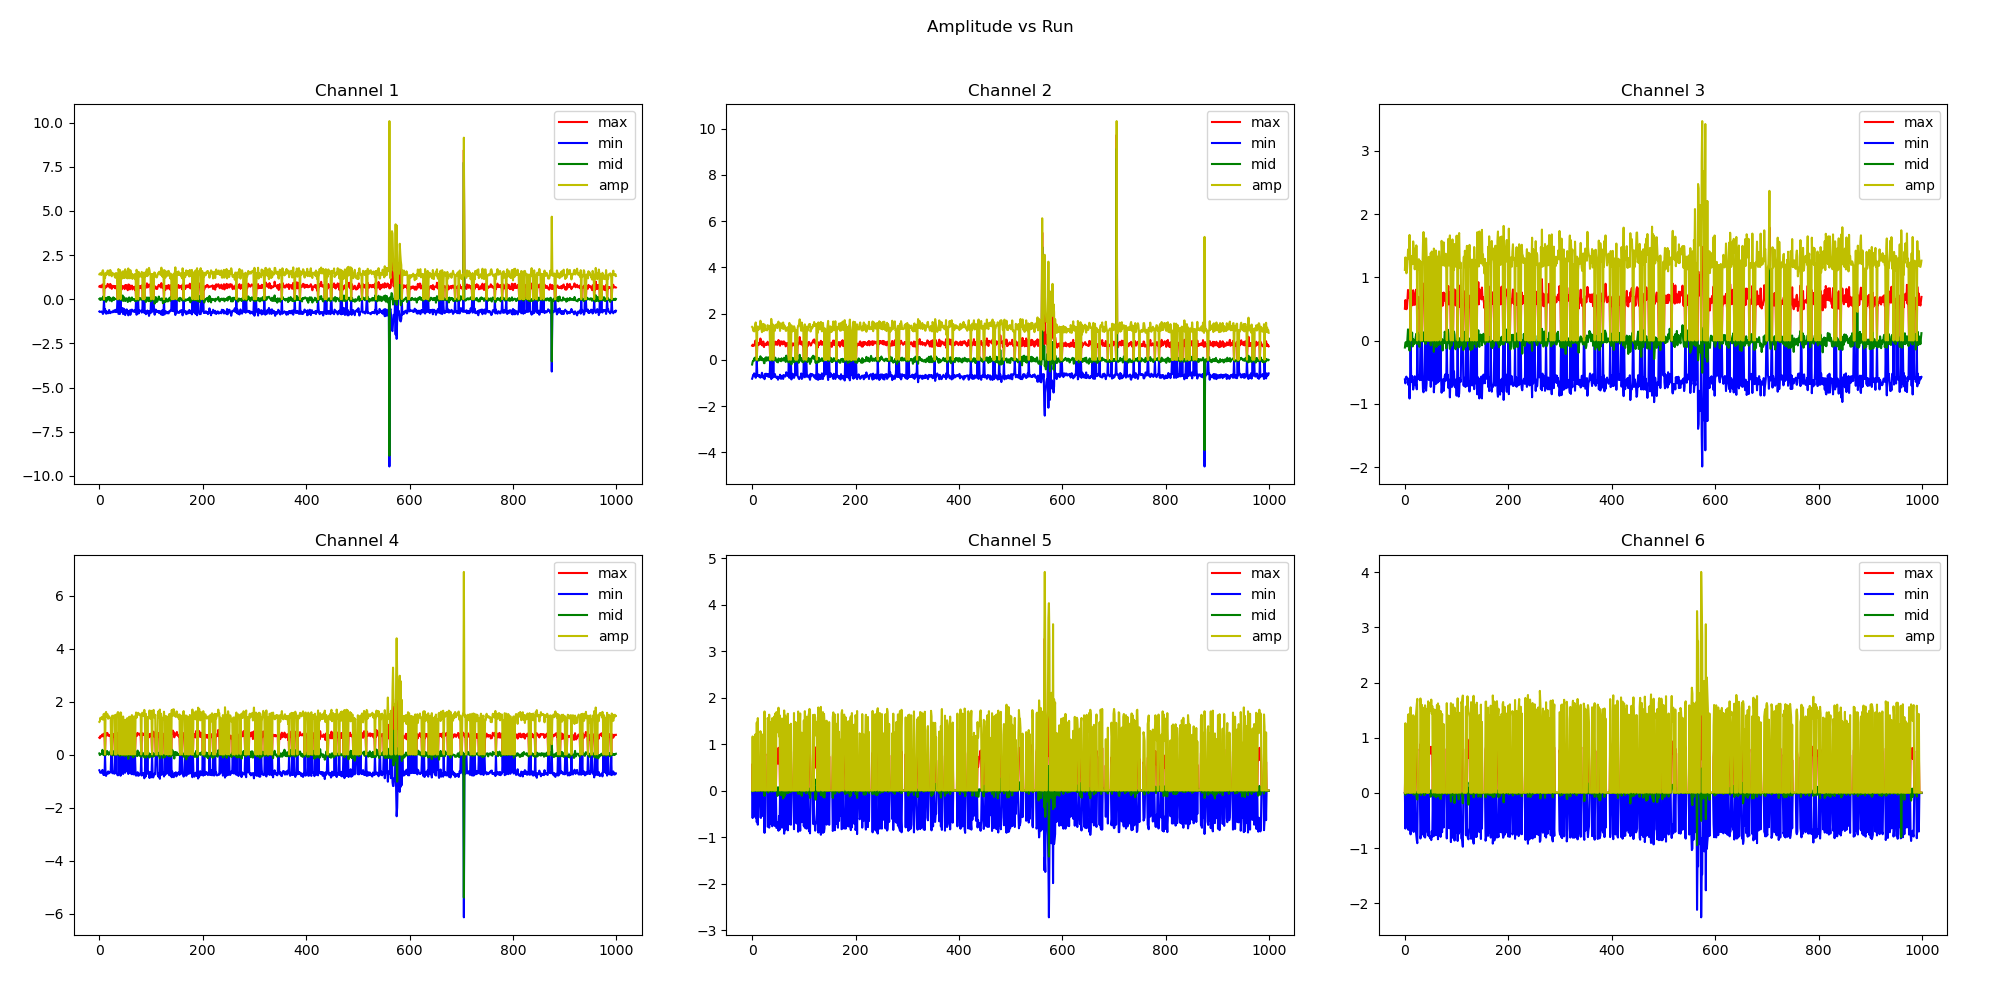 Amplitude vs Run
Channel 1
10.0
7.5
5.0
2.5
0.0
−2.5
−5.0
−7.5
−10.0
0 200 400 600 800 1000
max
min
mid
amp
Channel 2
10
8
6
4
2
0
−2
−4
0 200 400 600 800 1000
max
min
mid
amp
Channel 3
3
2
1
0
−1
−2
0 200 400 600 800 1000
max
min
mid
amp
Channel 4
6
4
2
0
−2
−4
−6
0 200 400 600 800 1000
max
min
mid
amp
Channel 5
5
4
3
2
1
0
−1
−2
−3
0 200 400 600 800 1000
max
min
mid
amp
Channel 6
4
3
2
1
0
−1
−2
0 200 400 600 800 1000
max
min
mid
amp